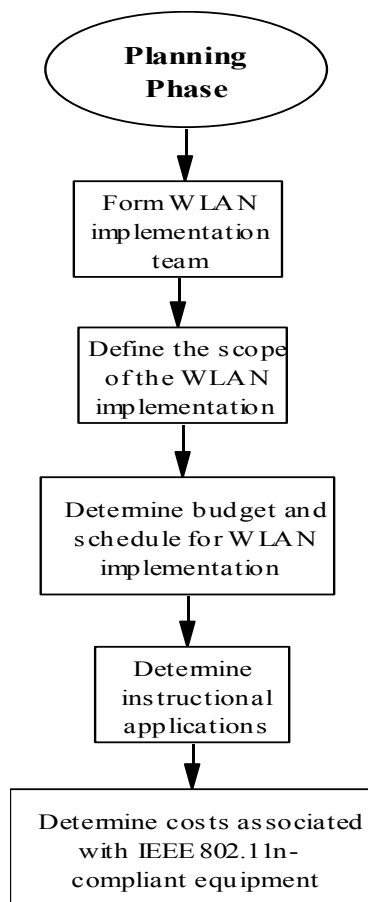 Planning
Phase
Form WLAN
implementation
team
Define the scope
of the WLAN
implementation
Determine budget and
schedule for WLAN
implementation
Determine
instructional
applications
Determine costs associated
with IEEE 802.11n-
compliant equipment